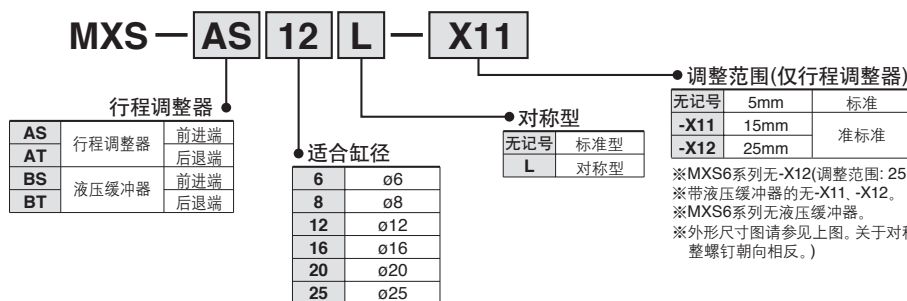 MXS — AS 12 L — X11
行程调整器
AS 行程调整器 前进端
AT 后退端
BS 液压缓冲器 前进端
BT 后退端
适合缸径
6 ø6
8 ø8
12 ø12
16 ø16
20 ø20
25 ø25
对称型
无记号 标准型
L 对称型
调整范围(仅行程调整器)
无记号 5mm 标准
-X11 15mm 准标准
-X12 25mm
※MXS6系列无-X12(调整范围: 25
※带液压缓冲器的无-X11、-X12。
※MXS6系列无液压缓冲器。
※外形尺寸图请参见上图。关于对称
整螺钉朝向相反。)